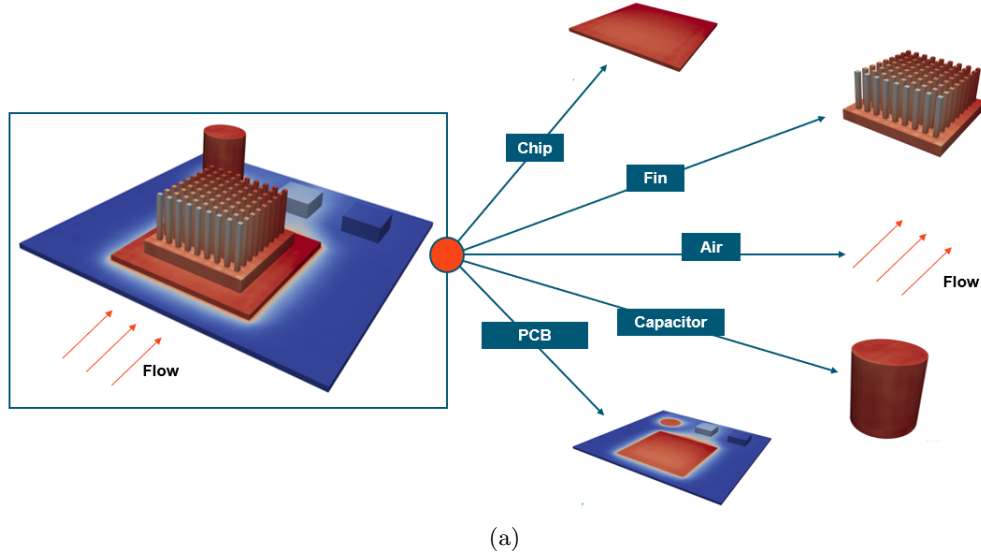 Chip
Fin
Air
Flow
Capacitor
PCB
Flow
(a)